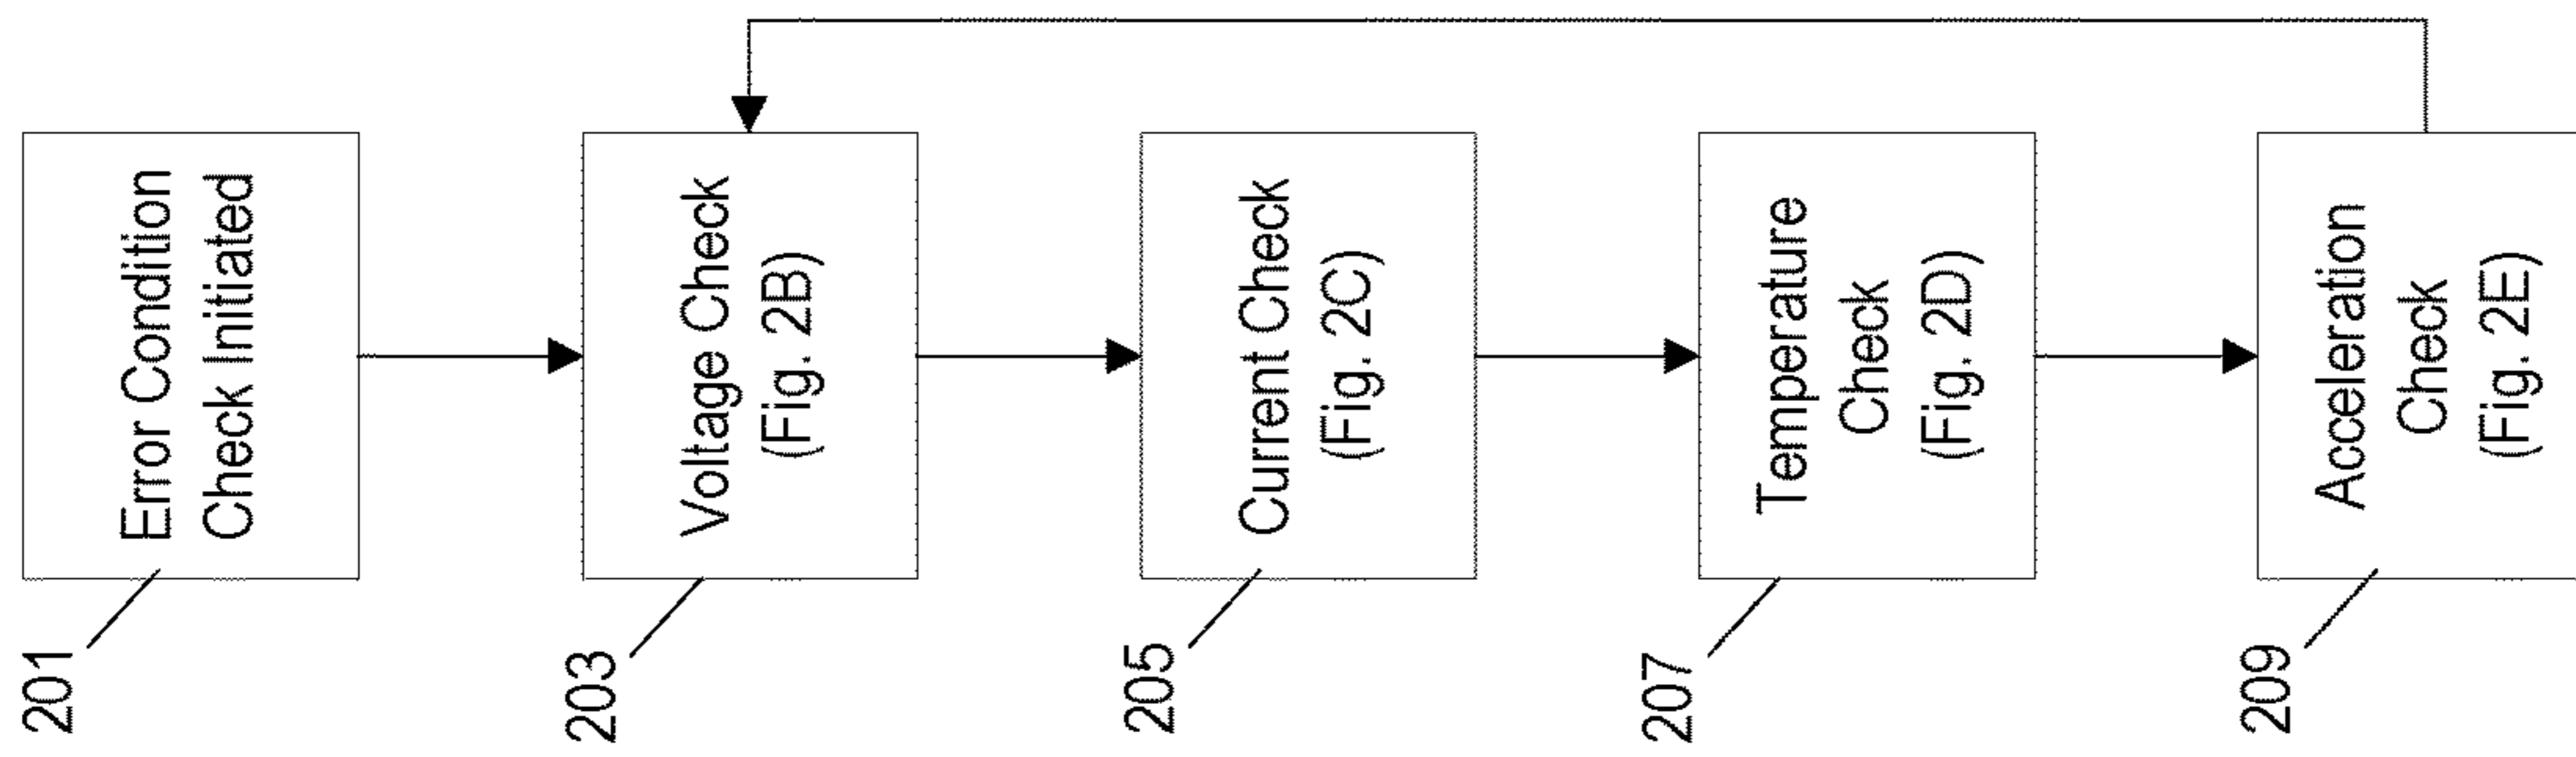 201
Error Condition
Check Initiated
203
Voltage Check
(Fig. 2B)
205
Current Check
(Fig. 2C)
207
Temperature
Check
(Fig. 2D)
209
Acceleration
Check
(Fig. 2E)